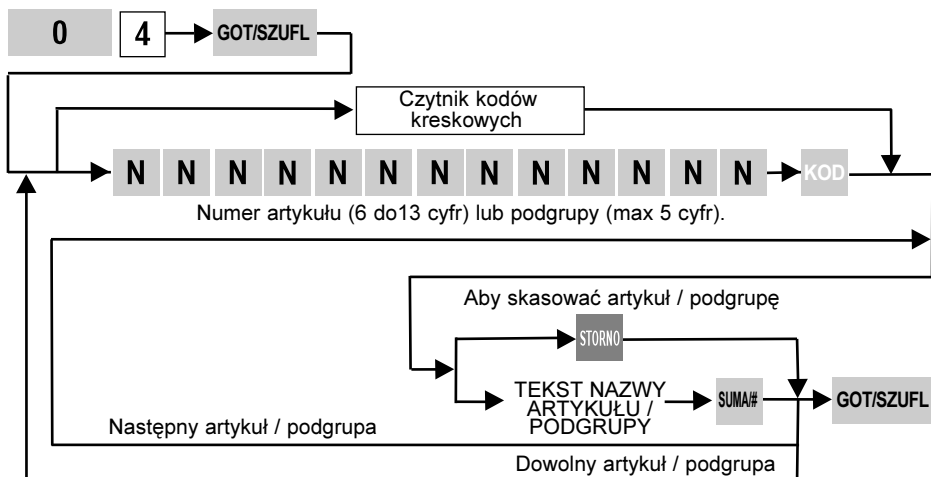 0 4 GOT/SZUFL
Czytnik kodów
kreskowych
N N N N N N N N N N N N N KOD
Numer artykułu (6 do13 cyfr) lub podgrupy (max 5 cyfr).
Aby skasować artykuł / podgrupę
STORNO
TEKST NAZWY
ARTYKUŁU /
PODGRUPY
SUMA/# GOT/SZUFL
Następny artykuł / podgrupa
Dowolny artykuł / podgrupa